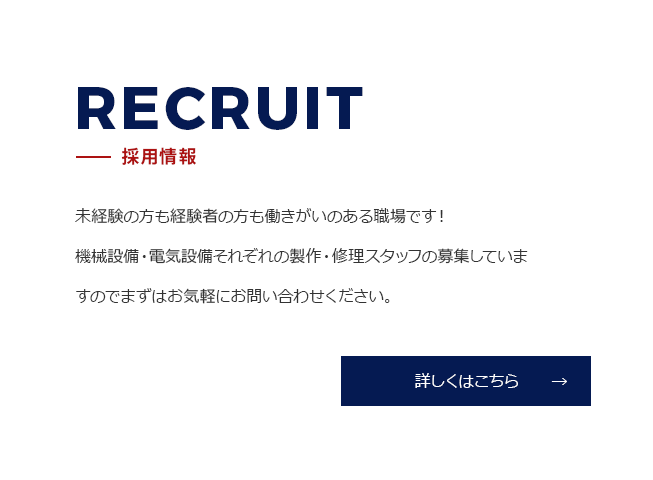 RECRUIT
採用情報
未経験の方も経験者の方も働きがいのある職場です！
機械設備・電気設備それぞれの製作・修理スタッフの募集していま
すのでまずはお気軽にお問い合わせください。
詳しくはこちら →